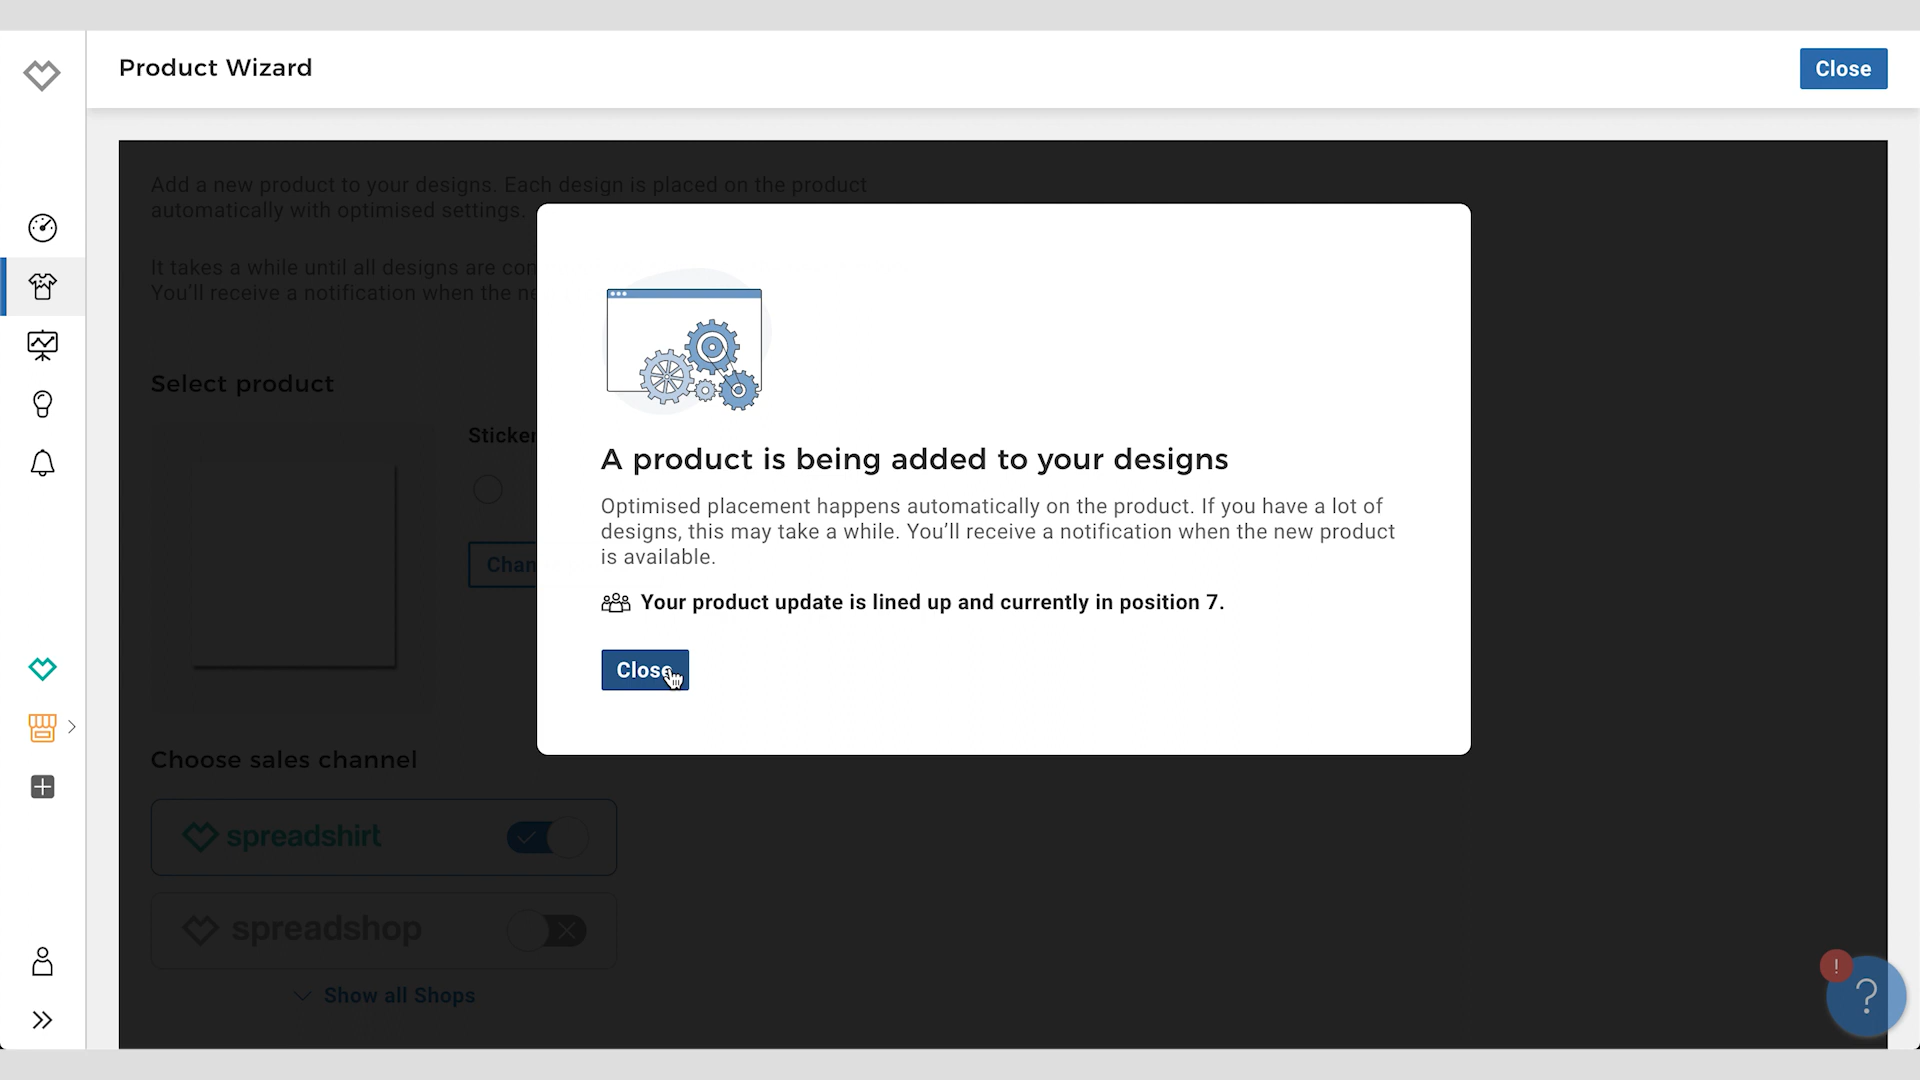 Product Wizard
Close
Add a new product to your designs. Each design is placed on the product
automatically with optimised settings.
It takes a while until all designs are
You'll receive a notification when the
Select product
Choose sales channel
spreadshirt
spreadshop
Show all Shops
A product is being added to your designs
Optimised placement happens automatically on the product. If you have a lot of
designs, this may take a while. You’ll receive a notification when the new product
is available.
Your product update is lined up and currently in position 7.
Close
!
?